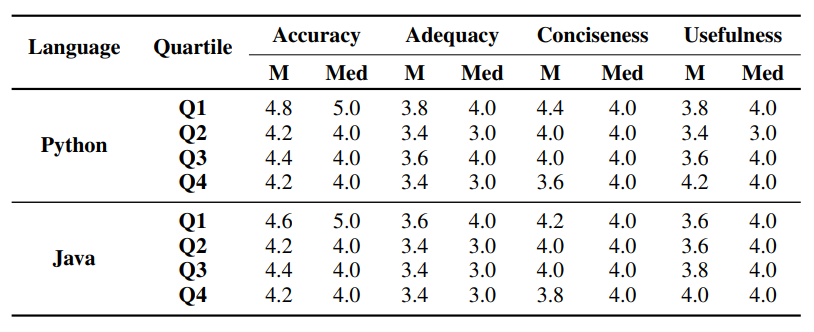 Language Quartile Accuracy Adequacy Conciseness Usefulness
M Med M Med M Med M Med
Python
Q1 4.8 5.0 3.8 4.0 4.4 4.0 3.8 4.0
Q2 4.2 4.0 3.4 3.0 4.0 4.0 3.4 3.0
Q3 4.4 4.0 3.6 4.0 4.0 4.0 3.6 4.0
Q4 4.2 4.0 3.4 3.0 3.6 4.0 4.2 4.0
Java
Q1 4.6 5.0 3.6 4.0 4.2 4.0 3.6 4.0
Q2 4.2 4.0 3.4 3.0 4.0 4.0 3.6 4.0
Q3 4.4 4.0 3.4 3.0 4.0 4.0 3.8 4.0
Q4 4.2 4.0 3.4 3.0 3.8 4.0 4.0 4.0